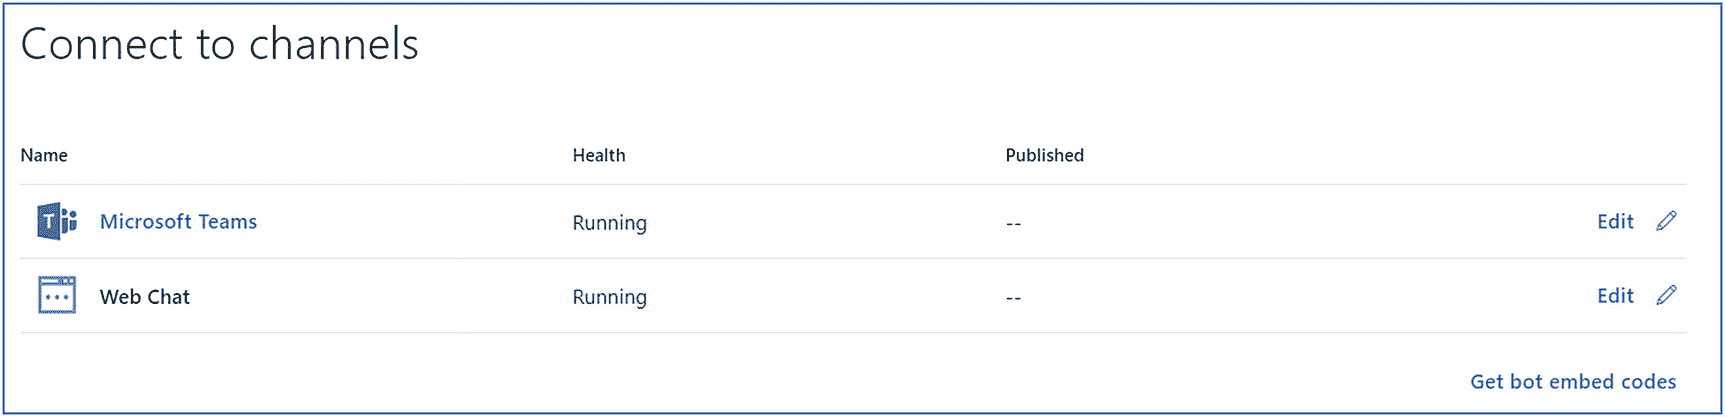 Connect to channels
Name Health Published
Microsoft Teams Running -- Edit
Web Chat Running -- Edit
Get bot embed codes